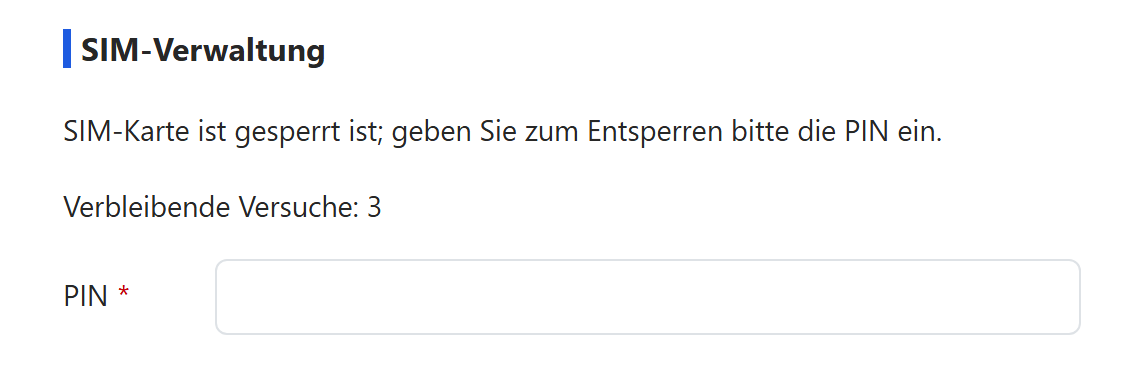 SIM-Verwaltung
SIM-Karte ist gesperrt ist; geben Sie zum Entsperren bitte die PIN ein.
Verbleibende Versuche: 3
PIN *